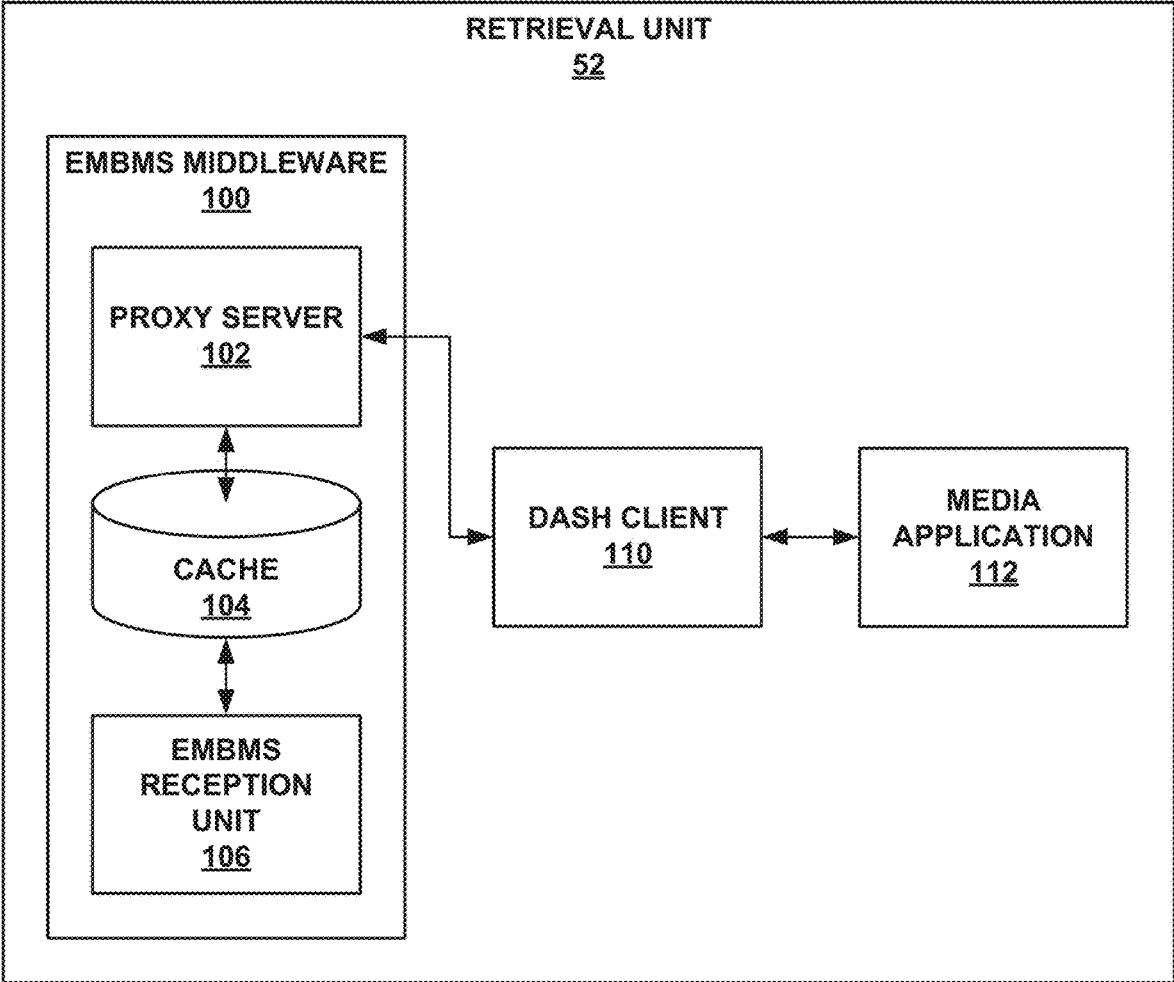 RETRIEVAL UNIT
52
EMBMS MIDDLEWARE
100
PROXY SERVER
102
CACHE
104
EMBMS
RECEPTION
UNIT
106
DASH CLIENT
110
MEDIA
APPLICATION
112